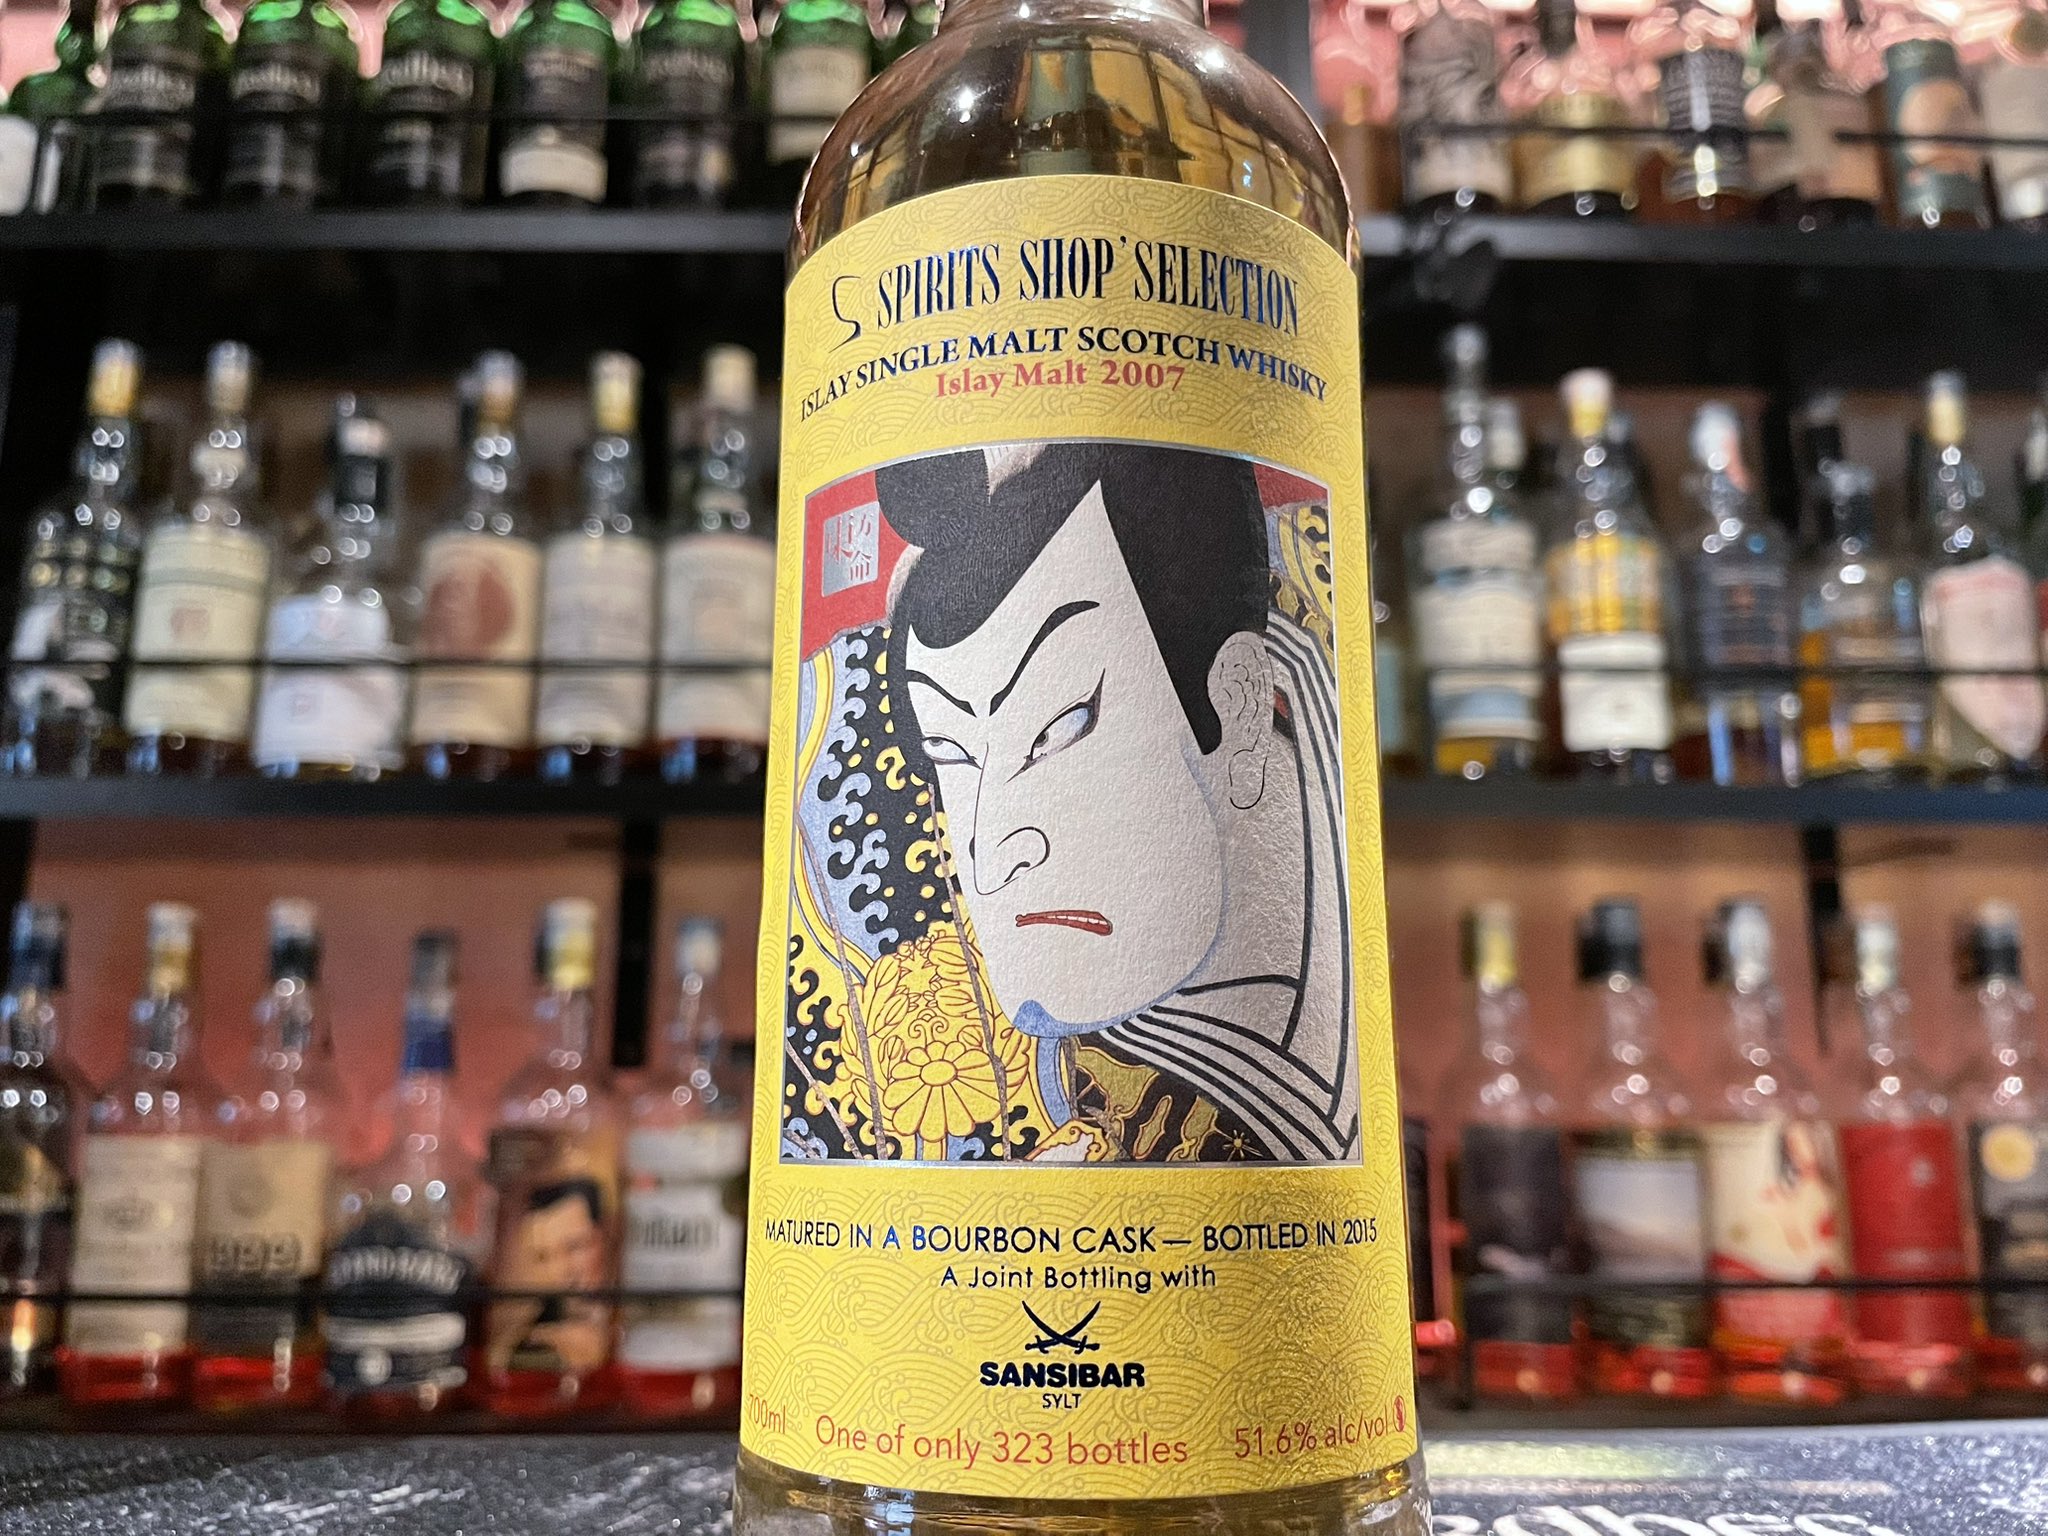 SPIRITS SHOP' SELECTION
ISLAY SINGLE MALT SCOTCH WHISKY
Islay Malt 2007
MATURED IN A BOURBON CASK — BOTTLED IN 2015
A Joint Bottling with
SANSIBAR
SYLT
700ml One of only 323 bottles 51.6% alc/vol